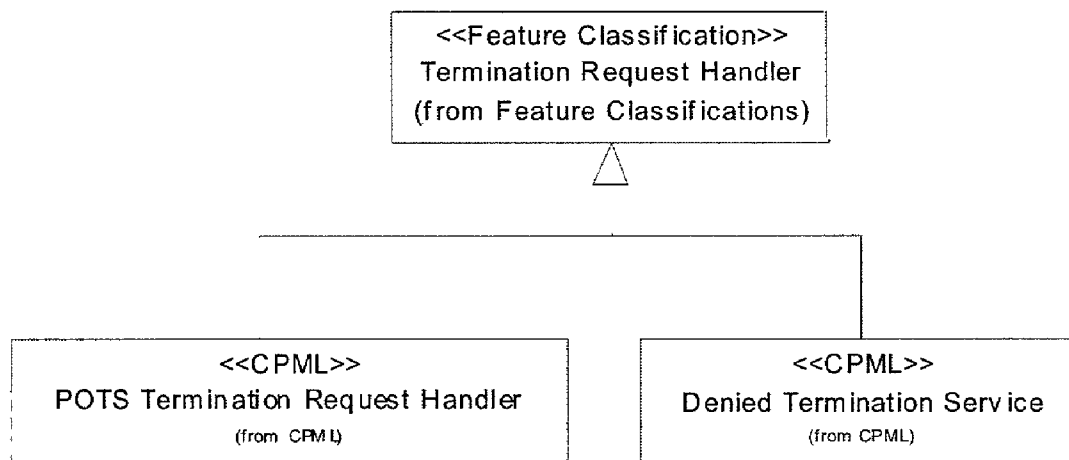 <<Feature Classification>>
Termination Request Handler
(from Feature Classifications)
<<CPML>>
POTS Termination Request Handler
(from CPML)
<<CPML>>
Denied Termination Service
(from CPML)